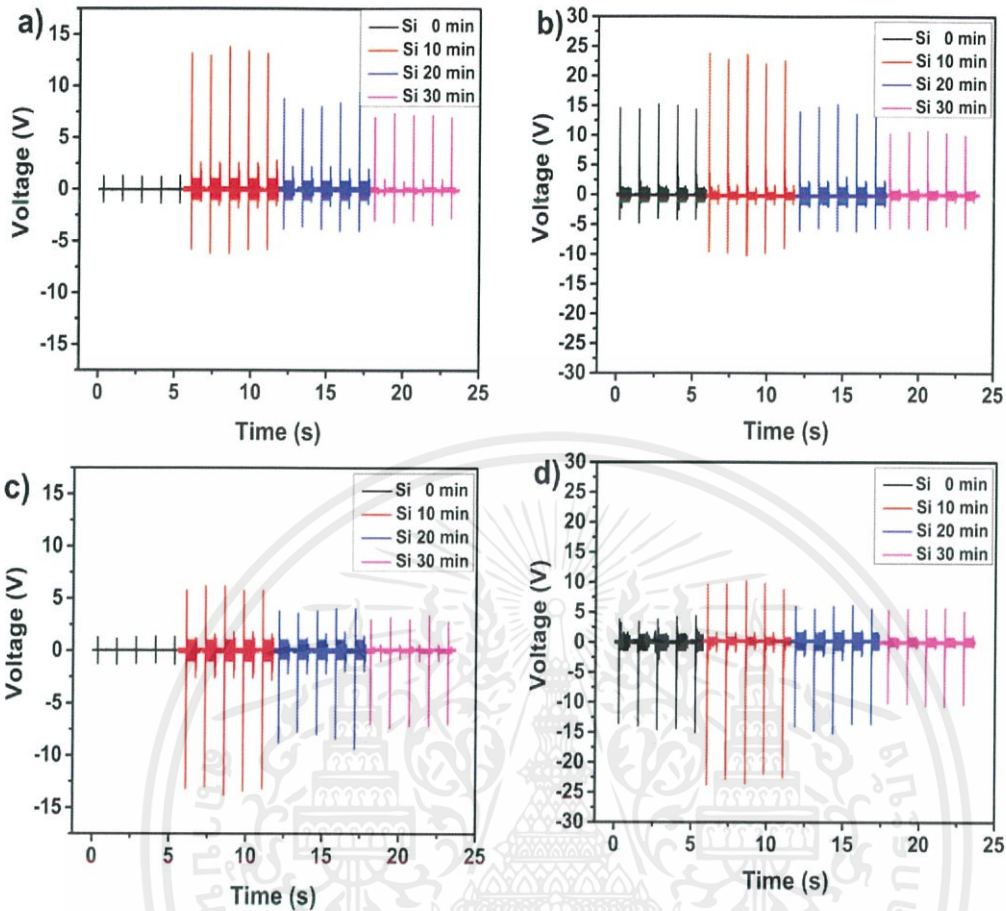 a)
Voltage (V)
15
10
5
0
-5
-10
-15
Si 0 min
Si 10 min
Si 20 min
Si 30 min
0 5 10 15 20 25
Time (s)
b)
Voltage (V)
30
25
20
15
10
5
0
-5
-10
-15
-20
-25
-30
Si 0 min
Si 10 min
Si 20 min
Si 30 min
0 5 10 15 20 25
Time (s)
c)
Voltage (V)
15
10
5
0
-5
-10
-15
Si 0 min
Si 10 min
Si 20 min
Si 30 min
0 5 10 15 20 25
Time (s)
d)
Voltage (V)
30
25
20
15
10
5
0
-5
-10
-15
-20
-25
-30
Si 0 min
Si 10 min
Si 20 min
Si 30 min
0 5 10 15 20 25
Time (s)